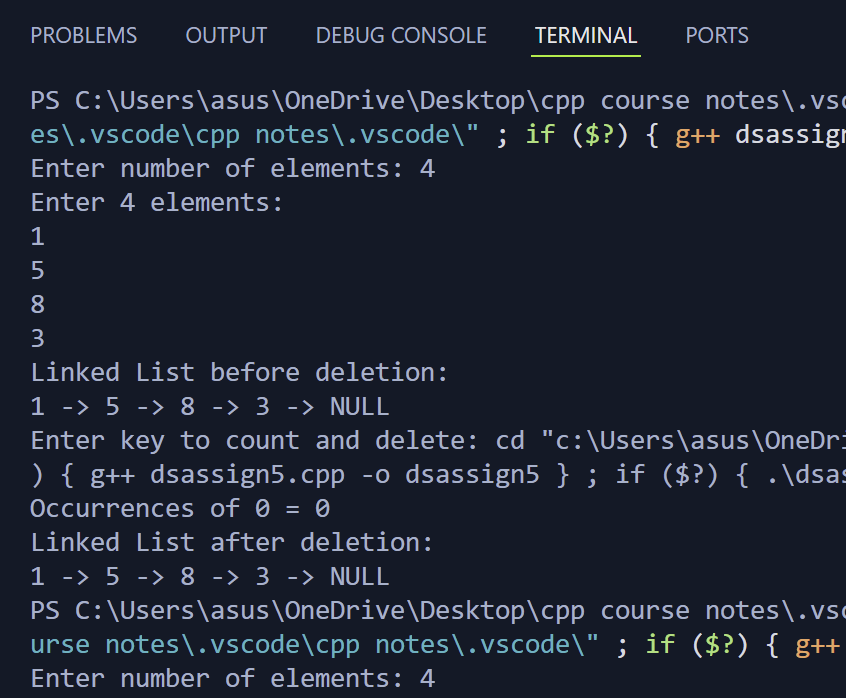 PROBLEMS OUTPUT DEBUG CONSOLE TERMINAL PORTS
PS C:\Users\asus\OneDrive\Desktop\cpp course notes\.vsc
es\.vscode\cpp notes\.vscode\" ; if ($?) { g++ dsassign
Enter number of elements: 4
Enter 4 elements:
1
5
8
3
Linked List before deletion:
1 -> 5 -> 8 -> 3 -> NULL
Enter key to count and delete: cd "c:\Users\asus\OneDri
) { g++ dsassign5.cpp -o dsassign5 } ; if ($?) { .\dsas
Occurrences of 0 = 0
Linked List after deletion:
1 -> 5 -> 8 -> 3 -> NULL
PS C:\Users\asus\OneDrive\Desktop\cpp course notes\.vsc
urse notes\.vscode\cpp notes\.vscode\" ; if ($?) { g++
Enter number of elements: 4